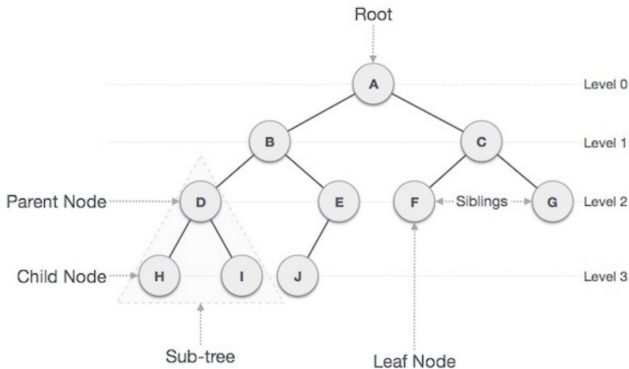 Root
A
Level 0
B
C
Level 1
Parent Node
D
E
F
Siblings
G
Level 2
Child Node
H
I
J
Level 3
Sub-tree
Leaf Node